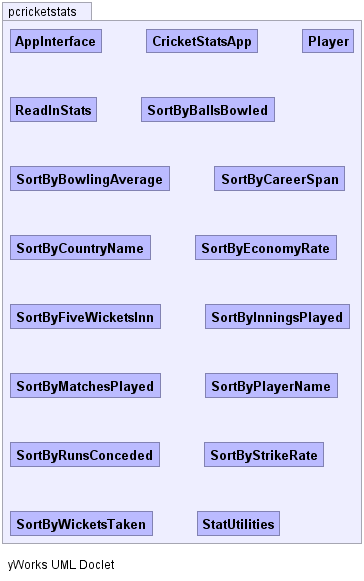 pcricketstats
AppInterface CricketStatsApp Player
ReadInStats SortByBallsBowled
SortByBowlingAverage SortByCareerSpan
SortByCountryName SortByEconomyRate
SortByFiveWicketsInn SortByInningsPlayed
SortByMatchesPlayed SortByPlayerName
SortByRunsConceded SortByStrikeRate
SortByWicketsTaken StatUtilities
yWorks UML Doclet